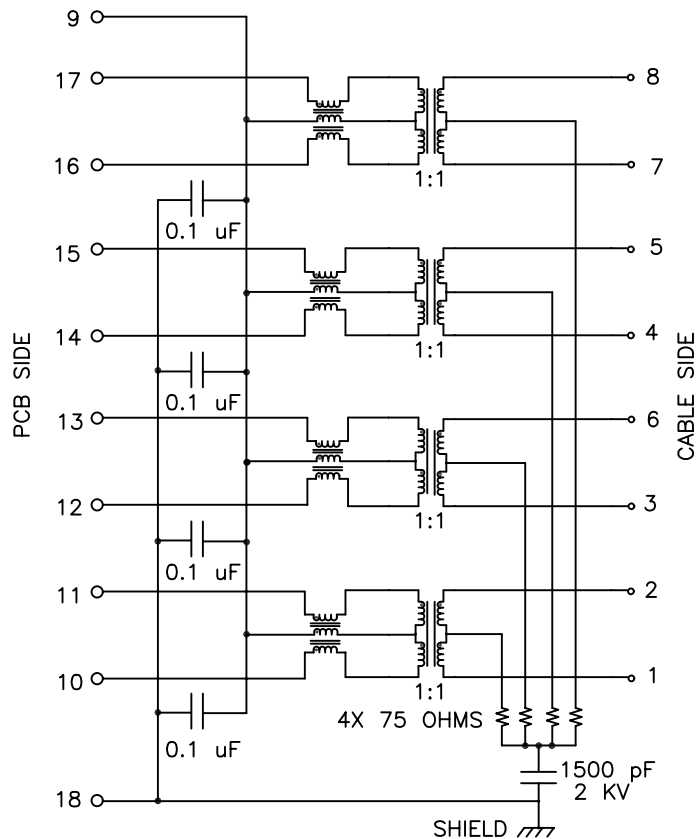 9
17
8
16
7
1:1
0.1 uF
15
5
14
4
1:1
PCB SIDE
CABLE SIDE
0.1 uF
13
6
12
3
1:1
0.1 uF
11
2
10
1
1:1
4X 75 OHMS
0.1 uF
1500 pF
2 KV
18
SHIELD